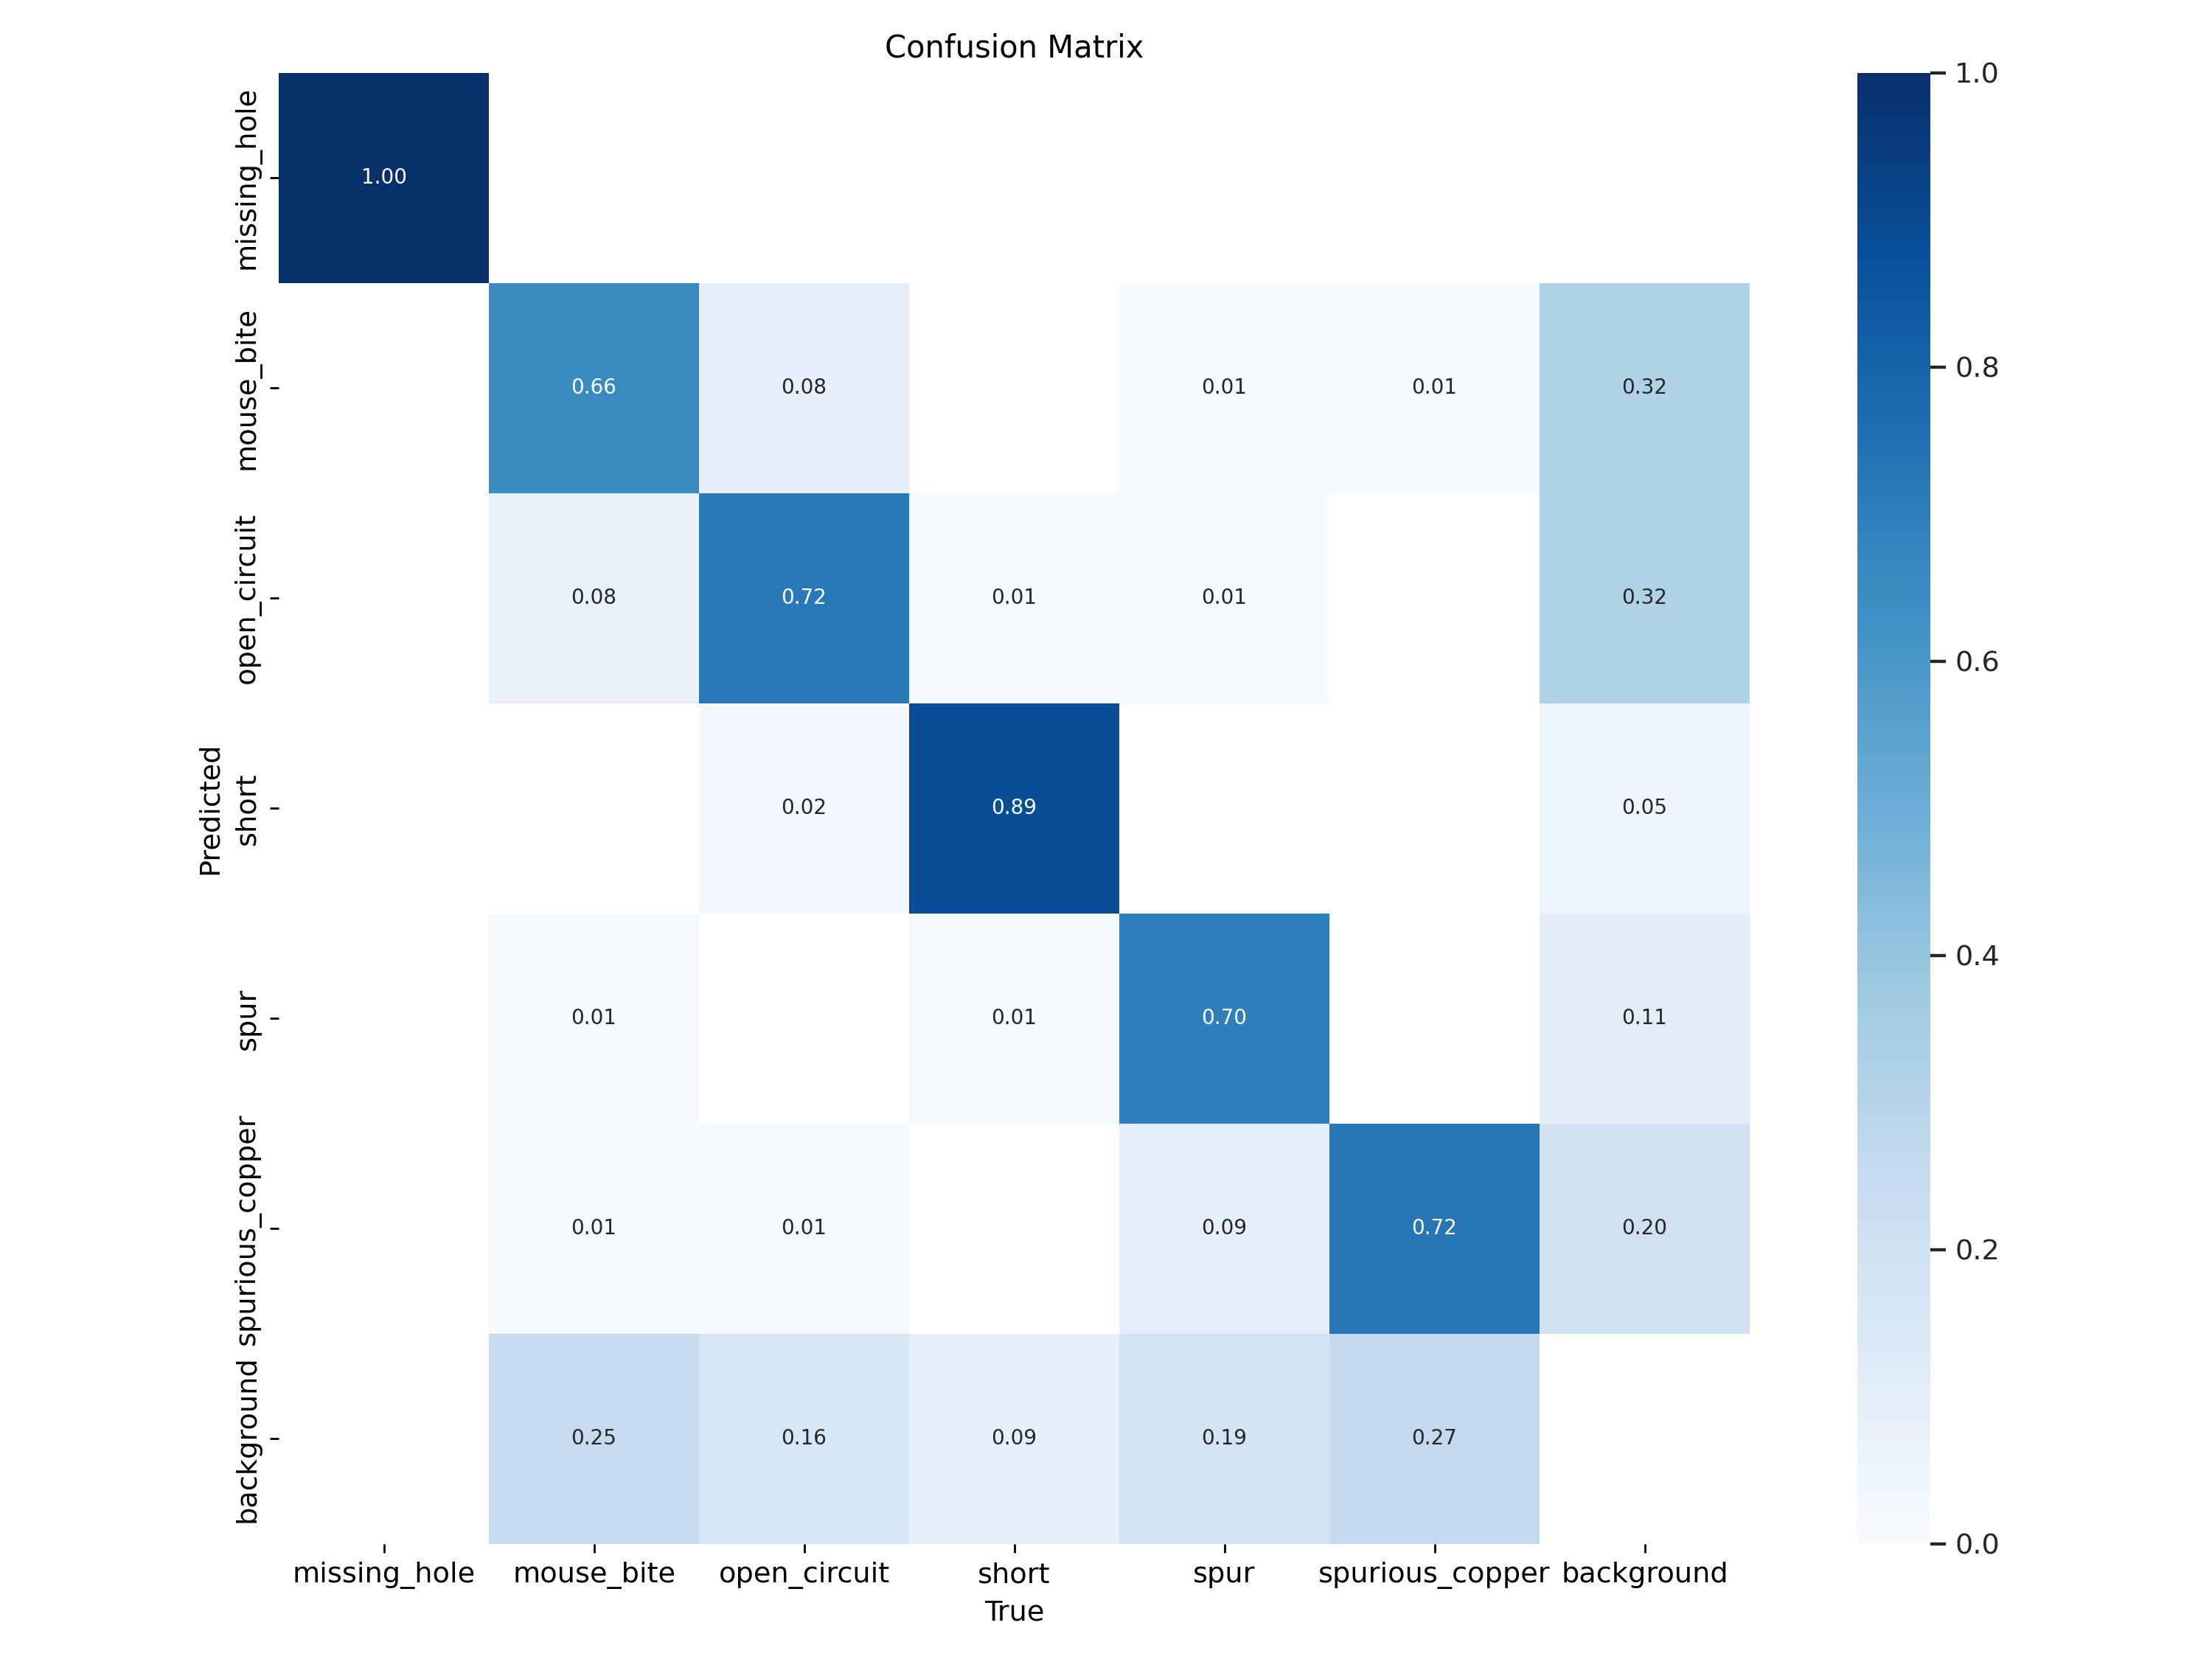 Confusion Matrix
1.0
missing_hole
1.00
mouse_bite
0.66 0.08 0.01 0.01 0.32
0.8
open_circuit
0.08 0.72 0.01 0.01 0.32
0.6
Predicted
short
0.02 0.89 0.05
0.4
spur
0.01 0.01 0.70 0.11
spurious_copper
0.01 0.01 0.09 0.72 0.20
0.2
background
0.25 0.16 0.09 0.19 0.27
0.0
missing_hole mouse_bite open_circuit short spur spurious_copper background
True